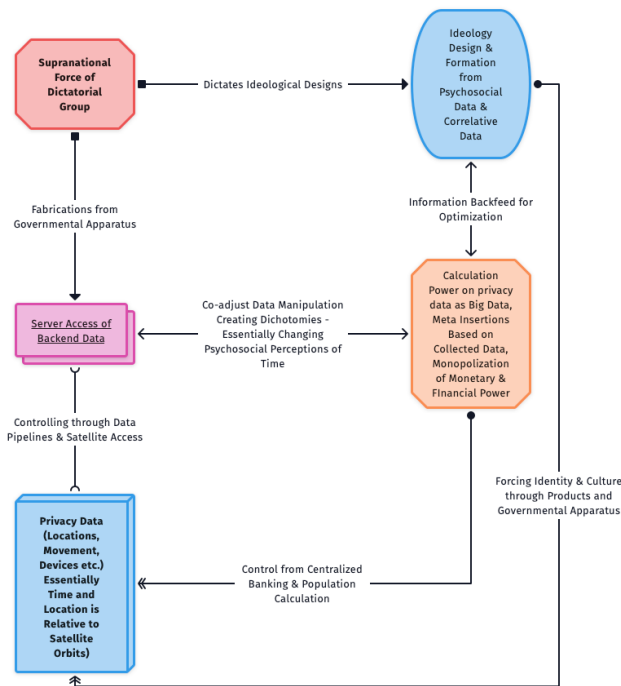 Supranational
Force of
Dictatorial
Group
Dictates Ideological Designs
Ideology
Design &
Formation
from
Psychosocial
Data &
Correlative
Data
Fabrications from
Governmental Apparatus
Information Backfeed for
Optimization
Server Access of
Backend Data
Co-adjust Data Manipulation
Creating Dichotomies -
Essentially Changing
Psychosocial Perceptions of
Time
Calculation
Power on privacy
data as Big Data,
Meta Insertions
Based on
Collected Data,
Monopolization
of Monetary &
FInancial Power
Controlling through Data
Pipelines & Satellite Access
Forcing Identity & Culture
through Products and
Governmental Apparatus
Privacy Data
(Locations,
Movement,
Devices etc.)
Essentially
Time and
Location is
Relative to
Satellite
Orbits)
Control from Centralized
Banking & Population
Calculation